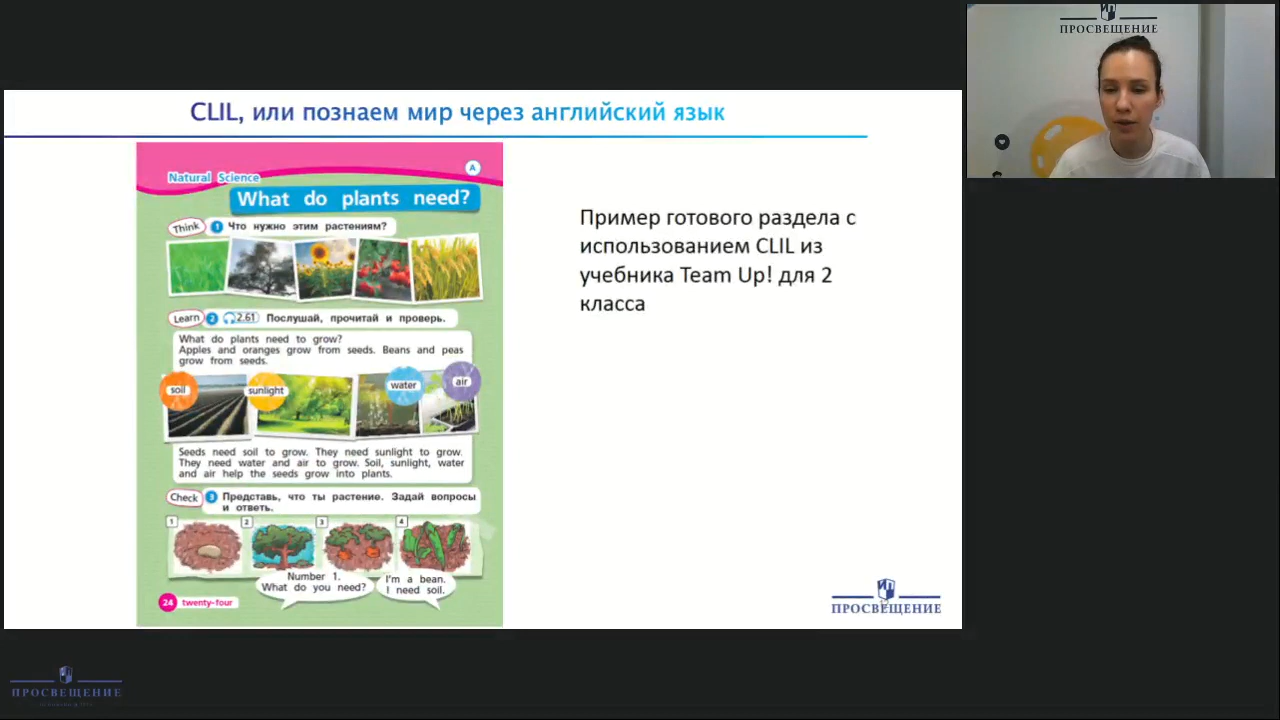 ПРОСВЕЩЕНИЕ
CLIL, или познаем мир через английский язык
Natural Science
A
What do plants need?
Think 1 Что нужно этим растениям?
Learn 2 2.61 Послушай, прочитай и проверь.
What do plants need to grow?
Apples and oranges grow from seeds. Beans and peas
grow from seeds.
soil
sunlight
water
air
Seeds need soil to grow. They need sunlight to grow.
They need water and air to grow. Soil, sunlight, water
and air help the seeds grow into plants.
Check 3 Представь, что ты растение. Задай вопросы
и ответь.
1 2 3 4
Number 1.
What do you need?
I'm a bean.
I need soil.
24 twenty-four
Пример готового раздела с
использованием CLIL из
учебника Team Up! для 2
класса
ПРОСВЕЩЕНИЕ
ПРОСВЕЩЕНИЕ